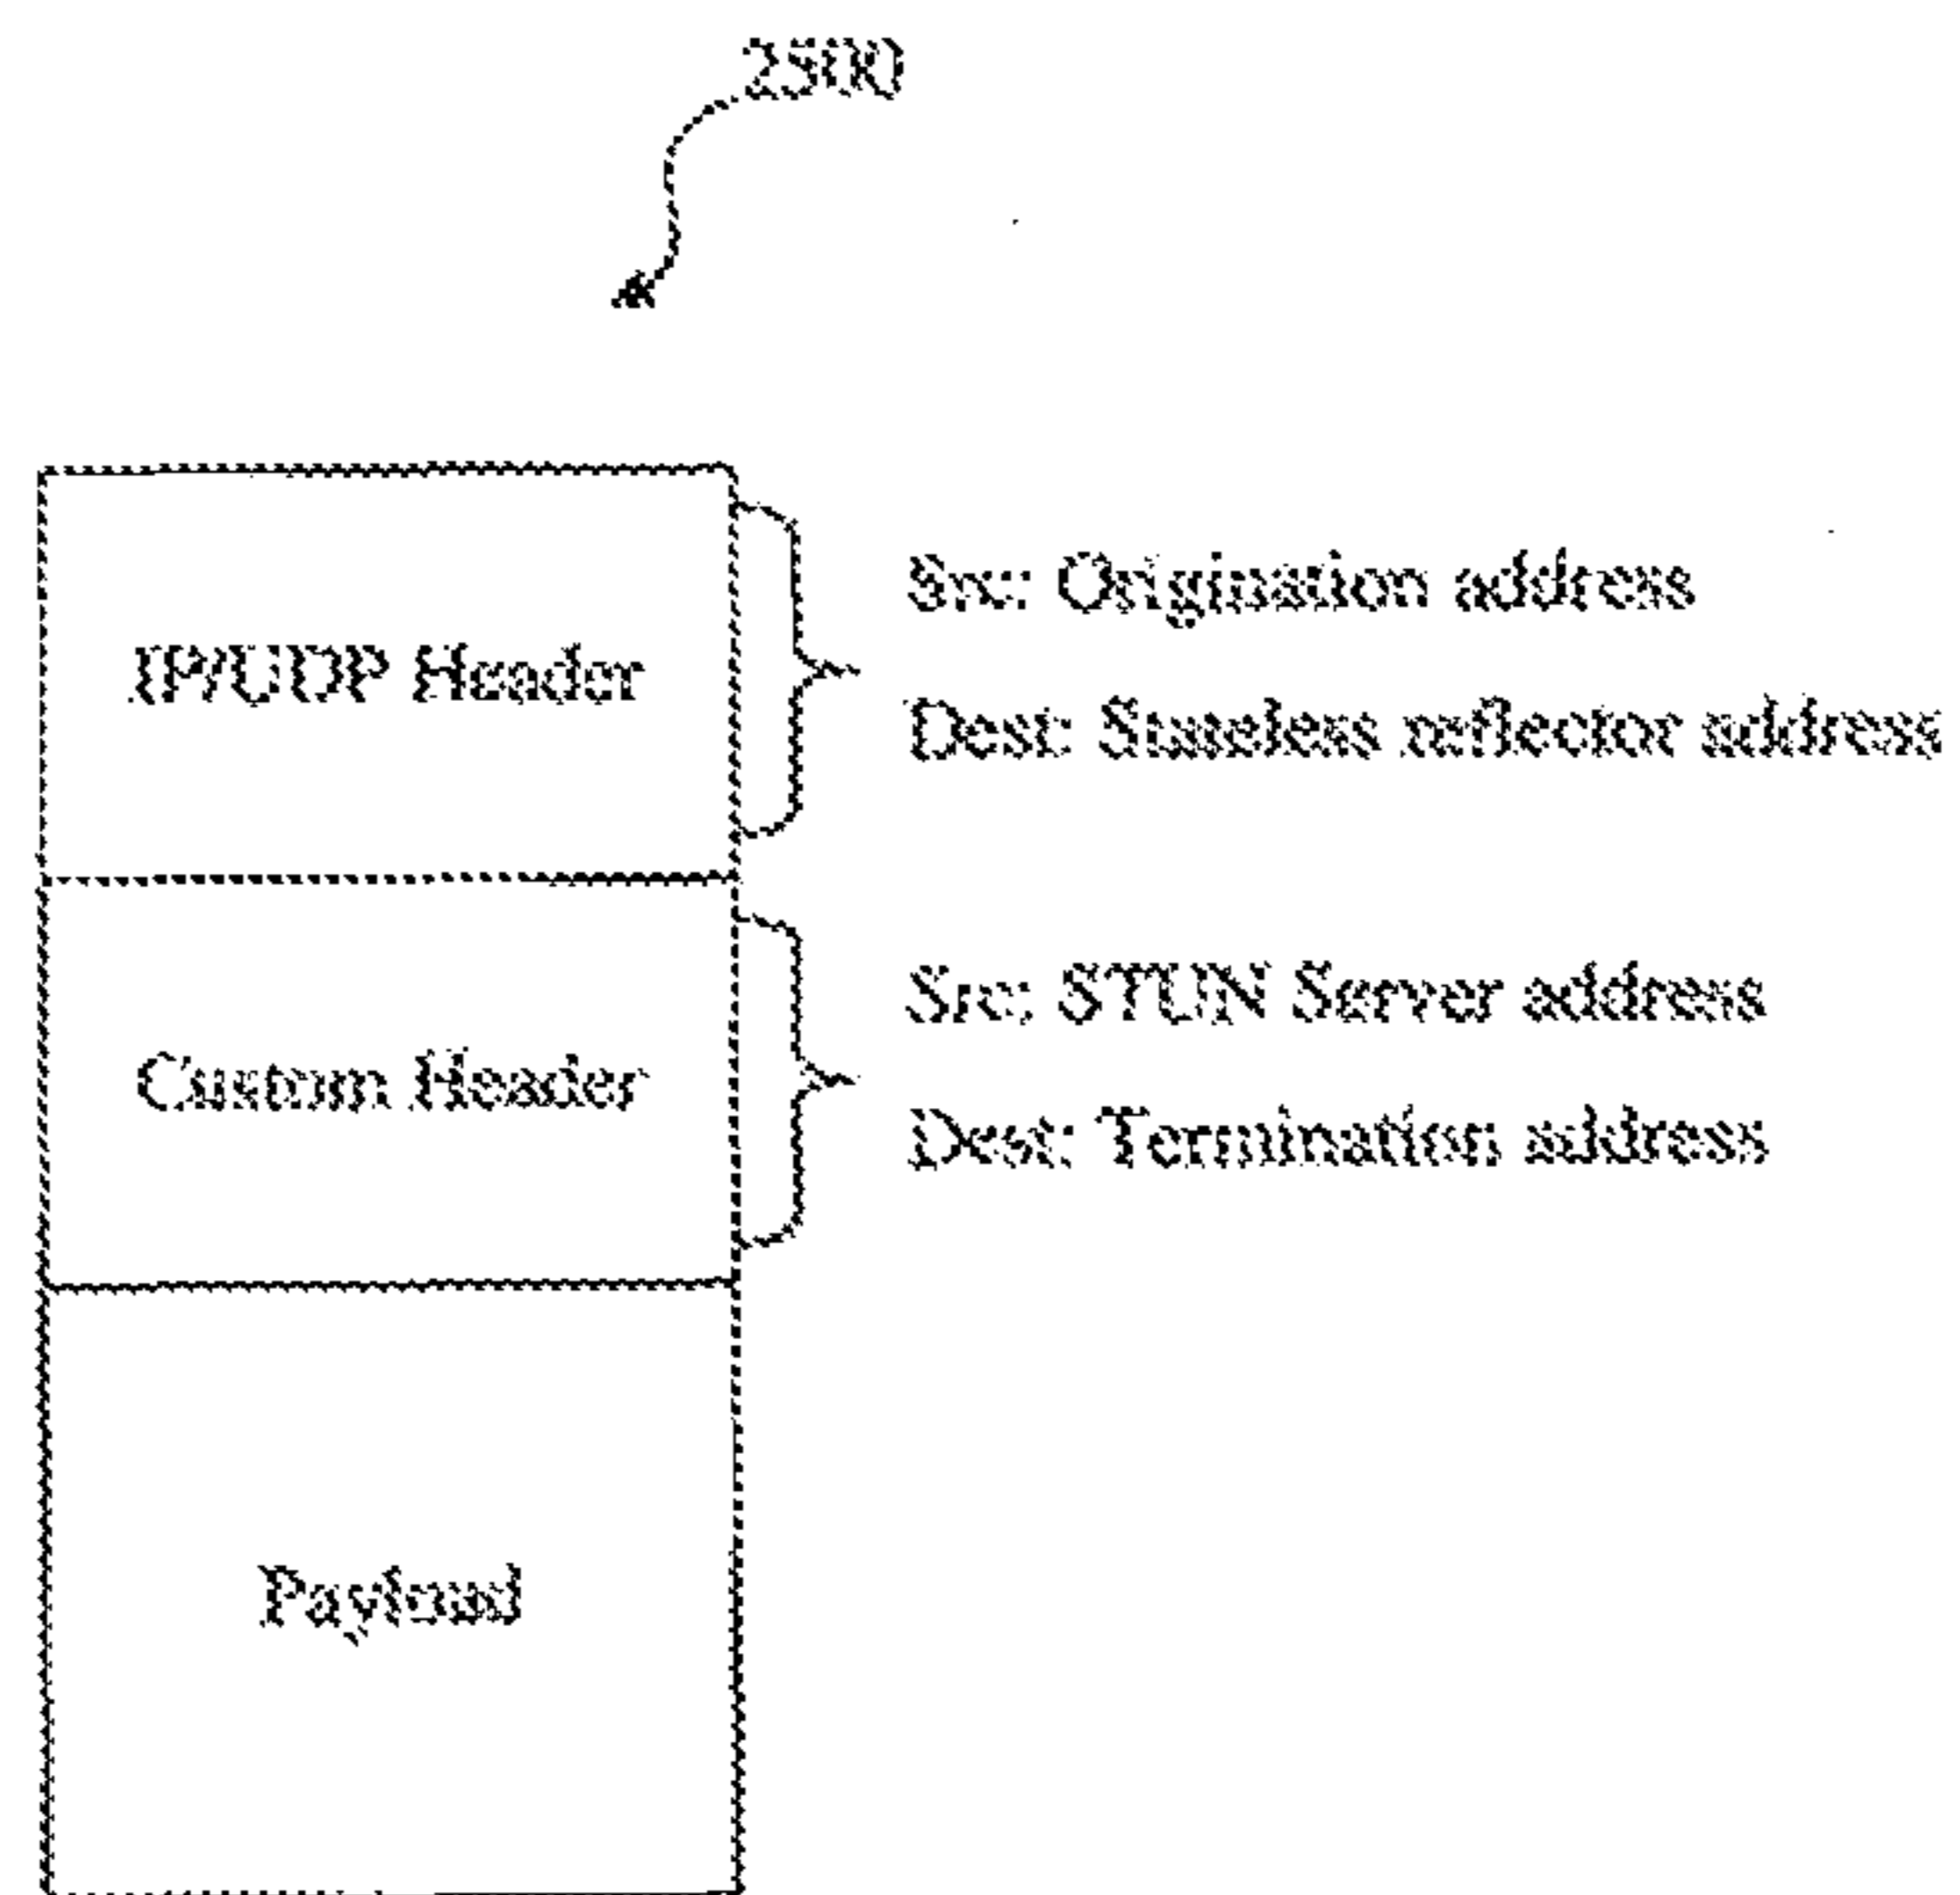 2500
IP/UDP Header
Src: Origination address
Dest: Stateless reflector address
Custom Header
Src: STUN Server address
Dest: Termination address
Payload